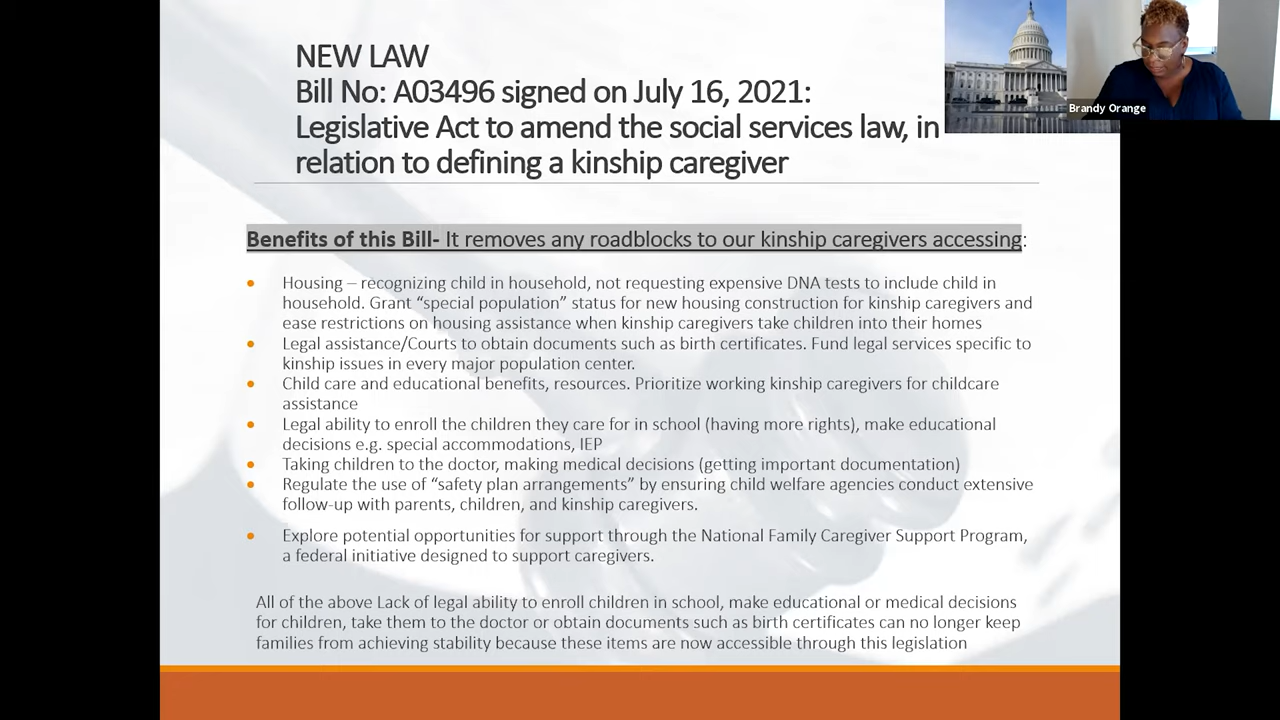 NEW LAW
Bill No: A03496 signed on July 16, 2021:
Legislative Act to amend the social services law, in
relation to defining a kinship caregiver
Brandy Orange
Benefits of this Bill- It removes any roadblocks to our kinship caregivers accessing:
• Housing – recognizing child in household, not requesting expensive DNA tests to include child in
household. Grant “special population” status for new housing construction for kinship caregivers and
ease restrictions on housing assistance when kinship caregivers take children into their homes
• Legal assistance/Courts to obtain documents such as birth certificates. Fund legal services specific to
kinship issues in every major population center.
• Child care and educational benefits, resources. Prioritize working kinship caregivers for childcare
assistance
• Legal ability to enroll the children they care for in school (having more rights), make educational
decisions e.g. special accommodations, IEP
• Taking children to the doctor, making medical decisions (getting important documentation)
• Regulate the use of “safety plan arrangements” by ensuring child welfare agencies conduct extensive
follow-up with parents, children, and kinship caregivers.
• Explore potential opportunities for support through the National Family Caregiver Support Program,
a federal initiative designed to support caregivers.
All of the above Lack of legal ability to enroll children in school, make educational or medical decisions
for children, take them to the doctor or obtain documents such as birth certificates can no longer keep
families from achieving stability because these items are now accessible through this legislation